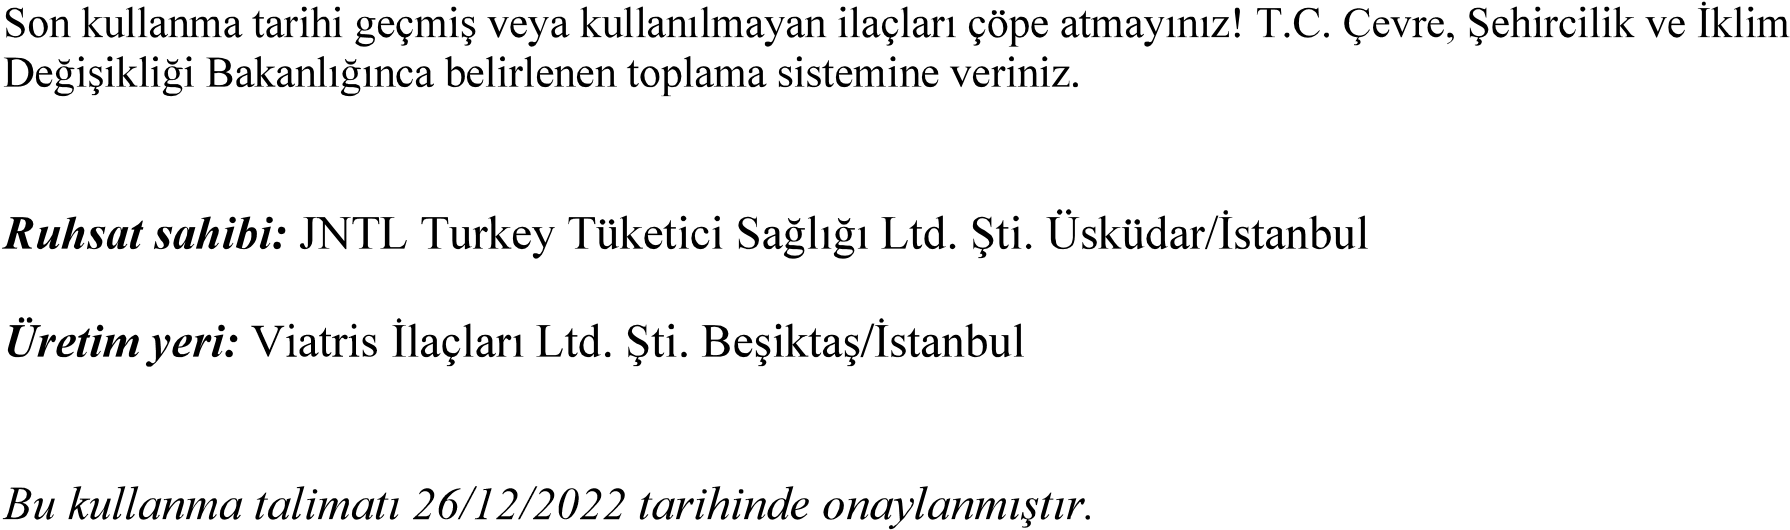 Son kullanma tarihi geçmiş veya kullanılmayan ilaçları çöpe atmayınız! T.C. Çevre, Şehircilik ve İklim
Değişikliği Bakanlığınca belirlenen toplama sistemine veriniz.
Ruhsat sahibi: JNTL Turkey Tüketici Sağlığı Ltd. Şti. Üsküdar/İstanbul
Üretim yeri: Viatris İlaçları Ltd. Şti. Beşiktaş/İstanbul
Bu kullanma talimatı 26/12/2022 tarihinde onaylanmıştır.